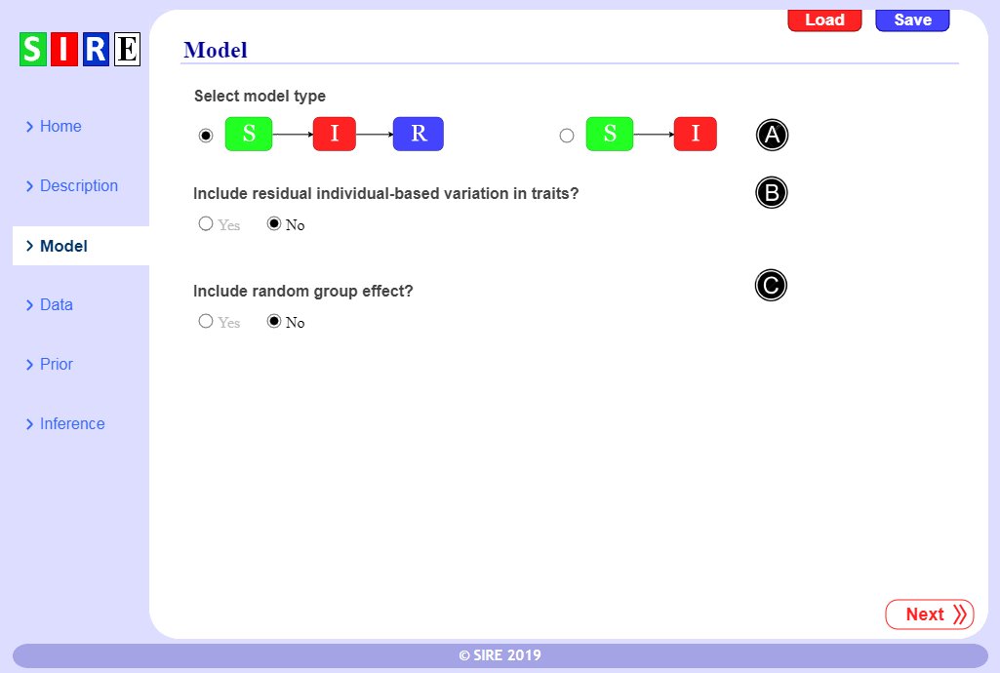 Load Save
SIRE
Model
Select model type
S I R S I A
Home
Description
Include residual individual-based variation in traits? B
Yes No
Model
Include random group effect? C
Data
Yes No
Prior
Inference
Next
© SIRE 2019